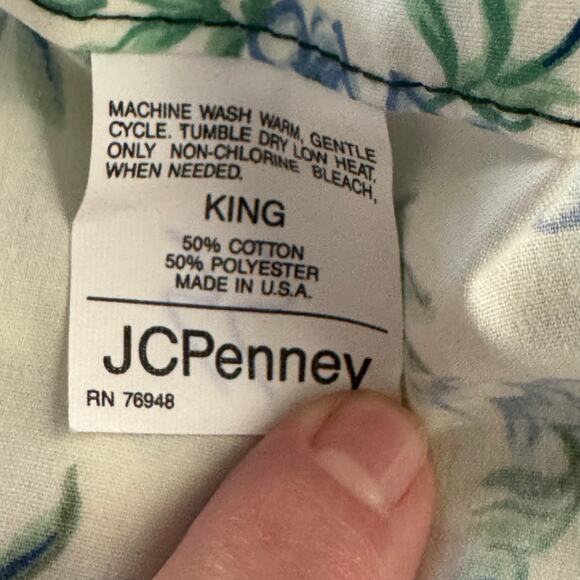 MACHINE WASH WARM, GENTLE
CYCLE. TUMBLE DRY LOW HEAT.
ONLY NON-CHLORINE BLEACH,
WHEN NEEDED.
KING
50% COTTON
50% POLYESTER
MADE IN U.S.A.
JCPenney
RN 76948